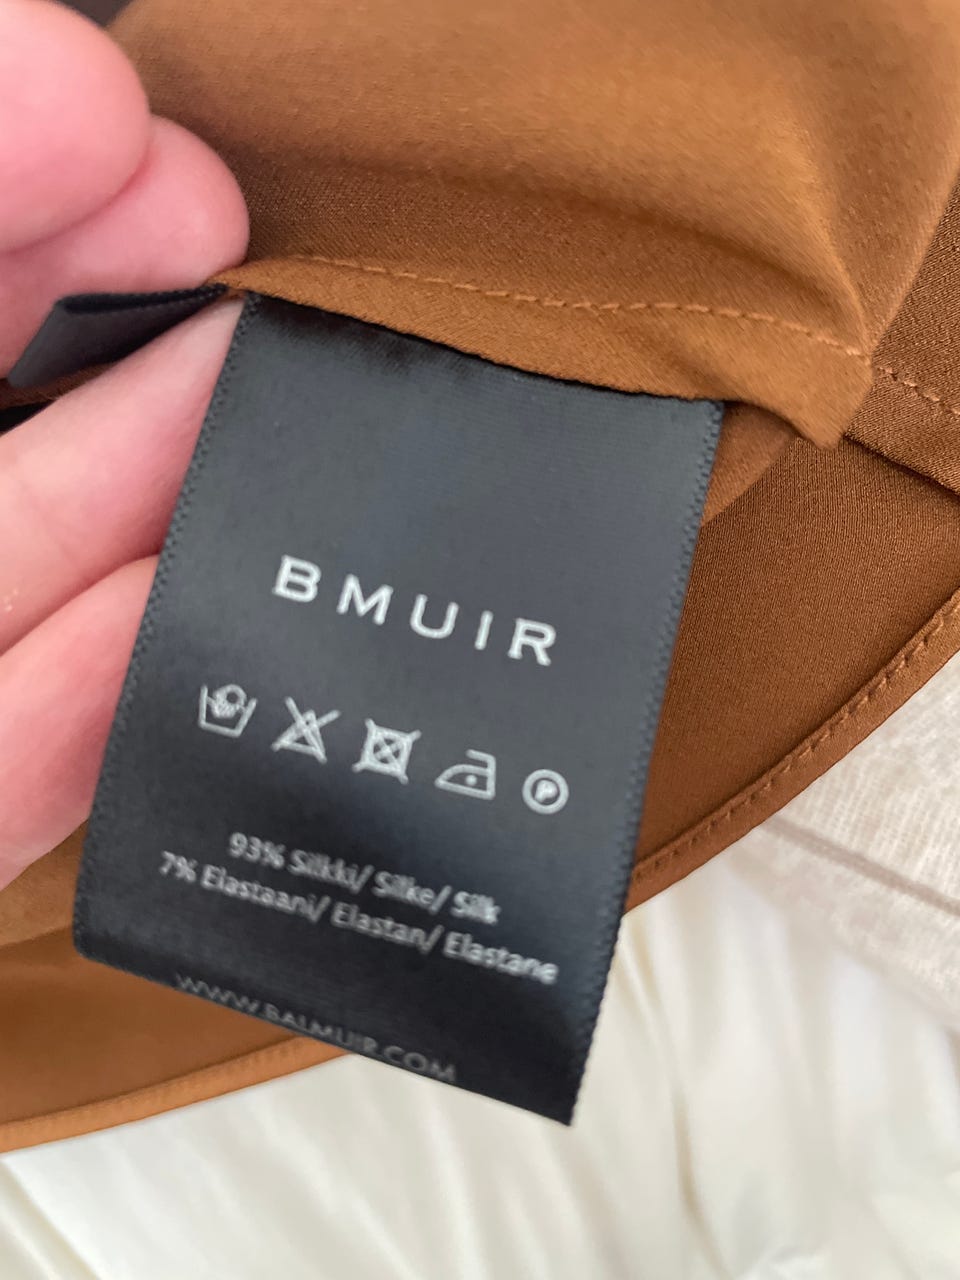 BMUIR
P
93% Silkki/ Silke/ Silk
7% Elastaani/ Elastan/ Elastane
WWW.BALMUIR.COM